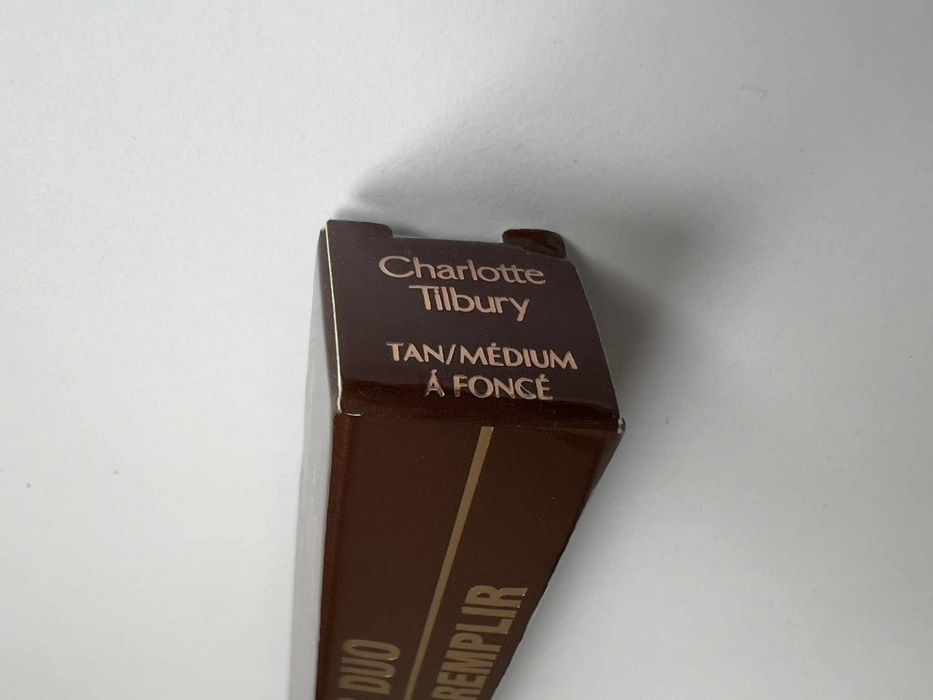 Charlotte
Tilbury
TAN/MÉDIUM
Á FONCÉ
DUO
REMPLIR